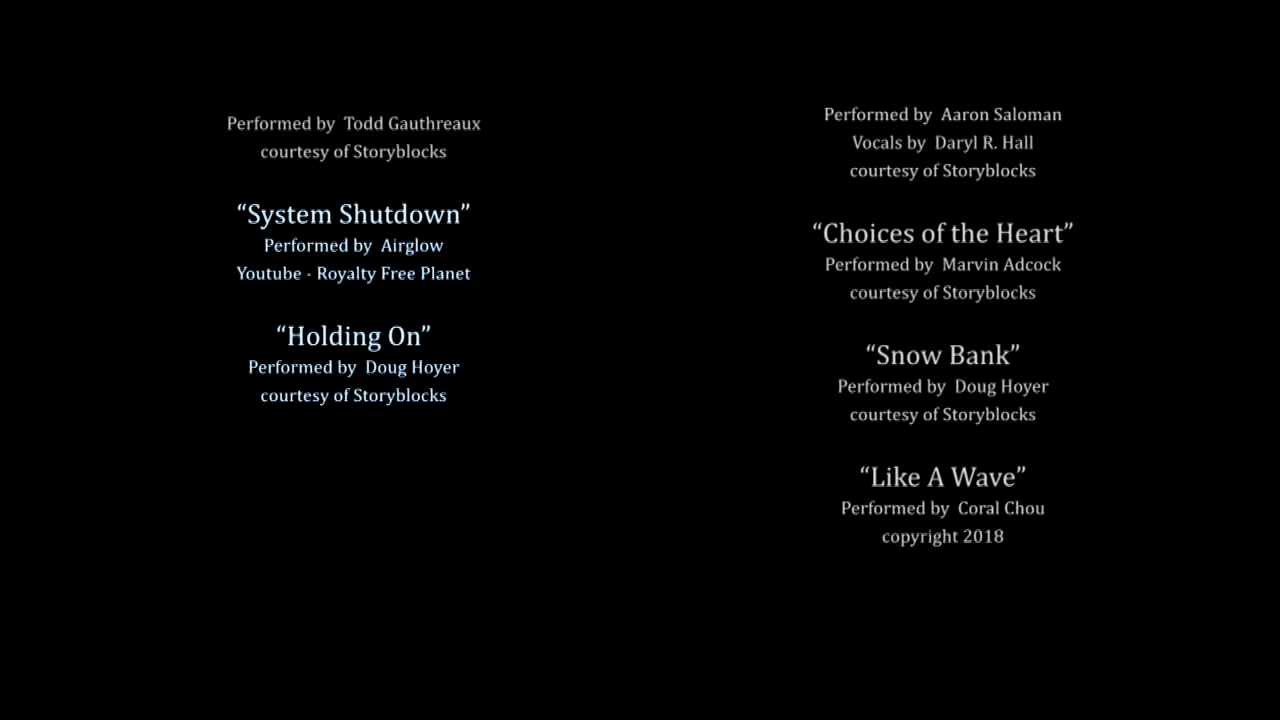 Performed by  Todd Gauthreaux
courtesy of Storyblocks
“System Shutdown”
Performed by  Airglow
Youtube - Royalty Free Planet
“Holding On”
Performed by  Doug Hoyer
courtesy of Storyblocks
Performed by  Aaron Saloman
Vocals by  Daryl R. Hall
courtesy of Storyblocks
“Choices of the Heart”
Performed by  Marvin Adcock
courtesy of Storyblocks
“Snow Bank”
Performed by  Doug Hoyer
courtesy of Storyblocks
“Like A Wave”
Performed by  Coral Chou
copyright 2018